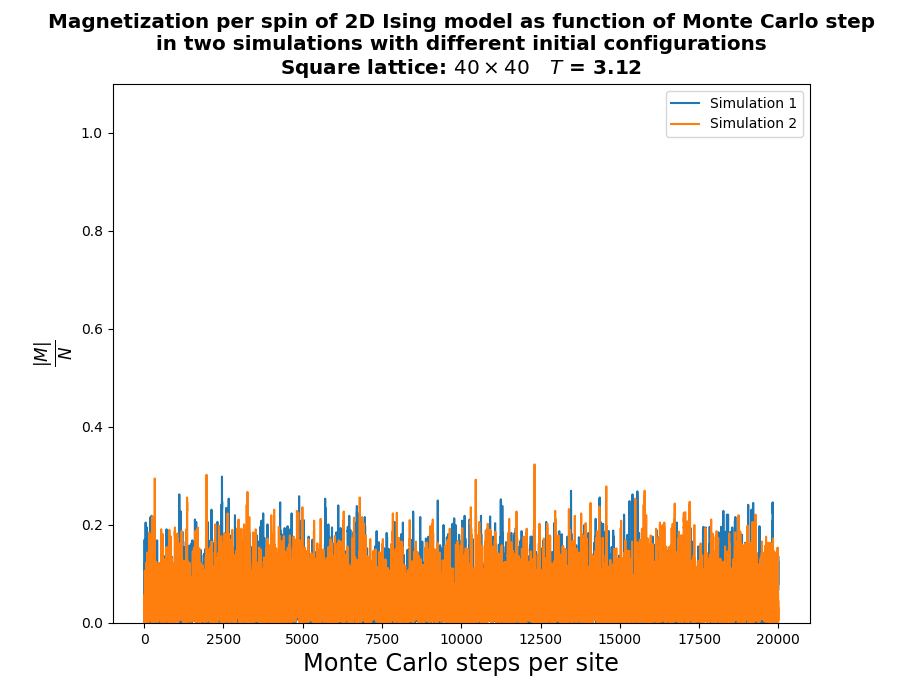 Magnetization per spin of 2D Ising model as function of Monte Carlo step
in two simulations with different initial configurations
Square lattice: 40 × 40 T = 3.12
Simulation 1
Simulation 2
1.0
0.8
0.6
0.4
0.2
0.0
|M|
N
0 2500 5000 7500 10000 12500 15000 17500 20000
Monte Carlo steps per site